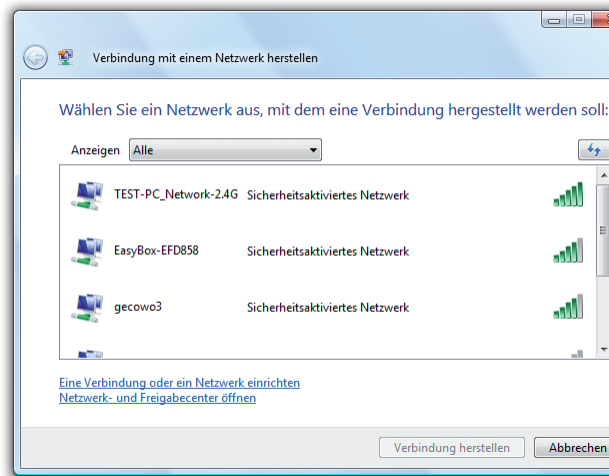 Verbindung mit einem Netzwerk herstellen
Wählen Sie ein Netzwerk aus, mit dem eine Verbindung hergestellt werden soll:
Anzeigen Alle
TEST-PC_Network-2.4G Sicherheitsaktiviertes Netzwerk
EasyBox-EFD858 Sicherheitsaktiviertes Netzwerk
gecowo3 Sicherheitsaktiviertes Netzwerk
Eine Verbindung oder ein Netzwerk einrichten
Netzwerk- und Freigabecenter öffnen
Verbindung herstellen Abbrechen